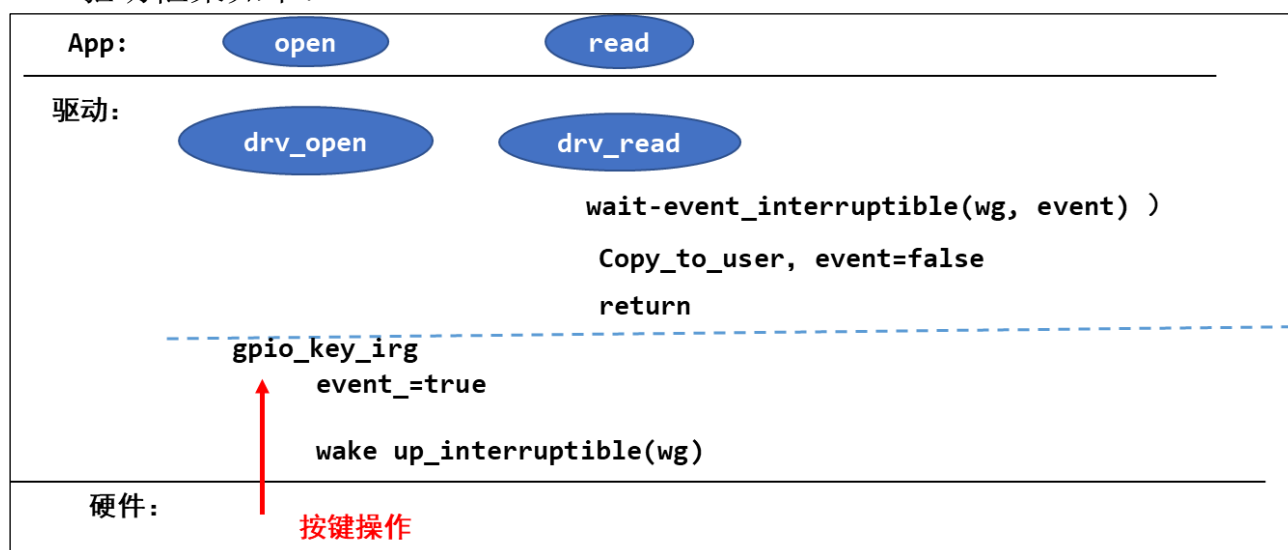 App: open read
驱动:
drv_open drv_read
wait-event_interruptible(wg, event) ）
Copy_to_user, event=false
return
gpio_key_irg
event_=true
wake up_interruptible(wg)
硬件:
按键操作